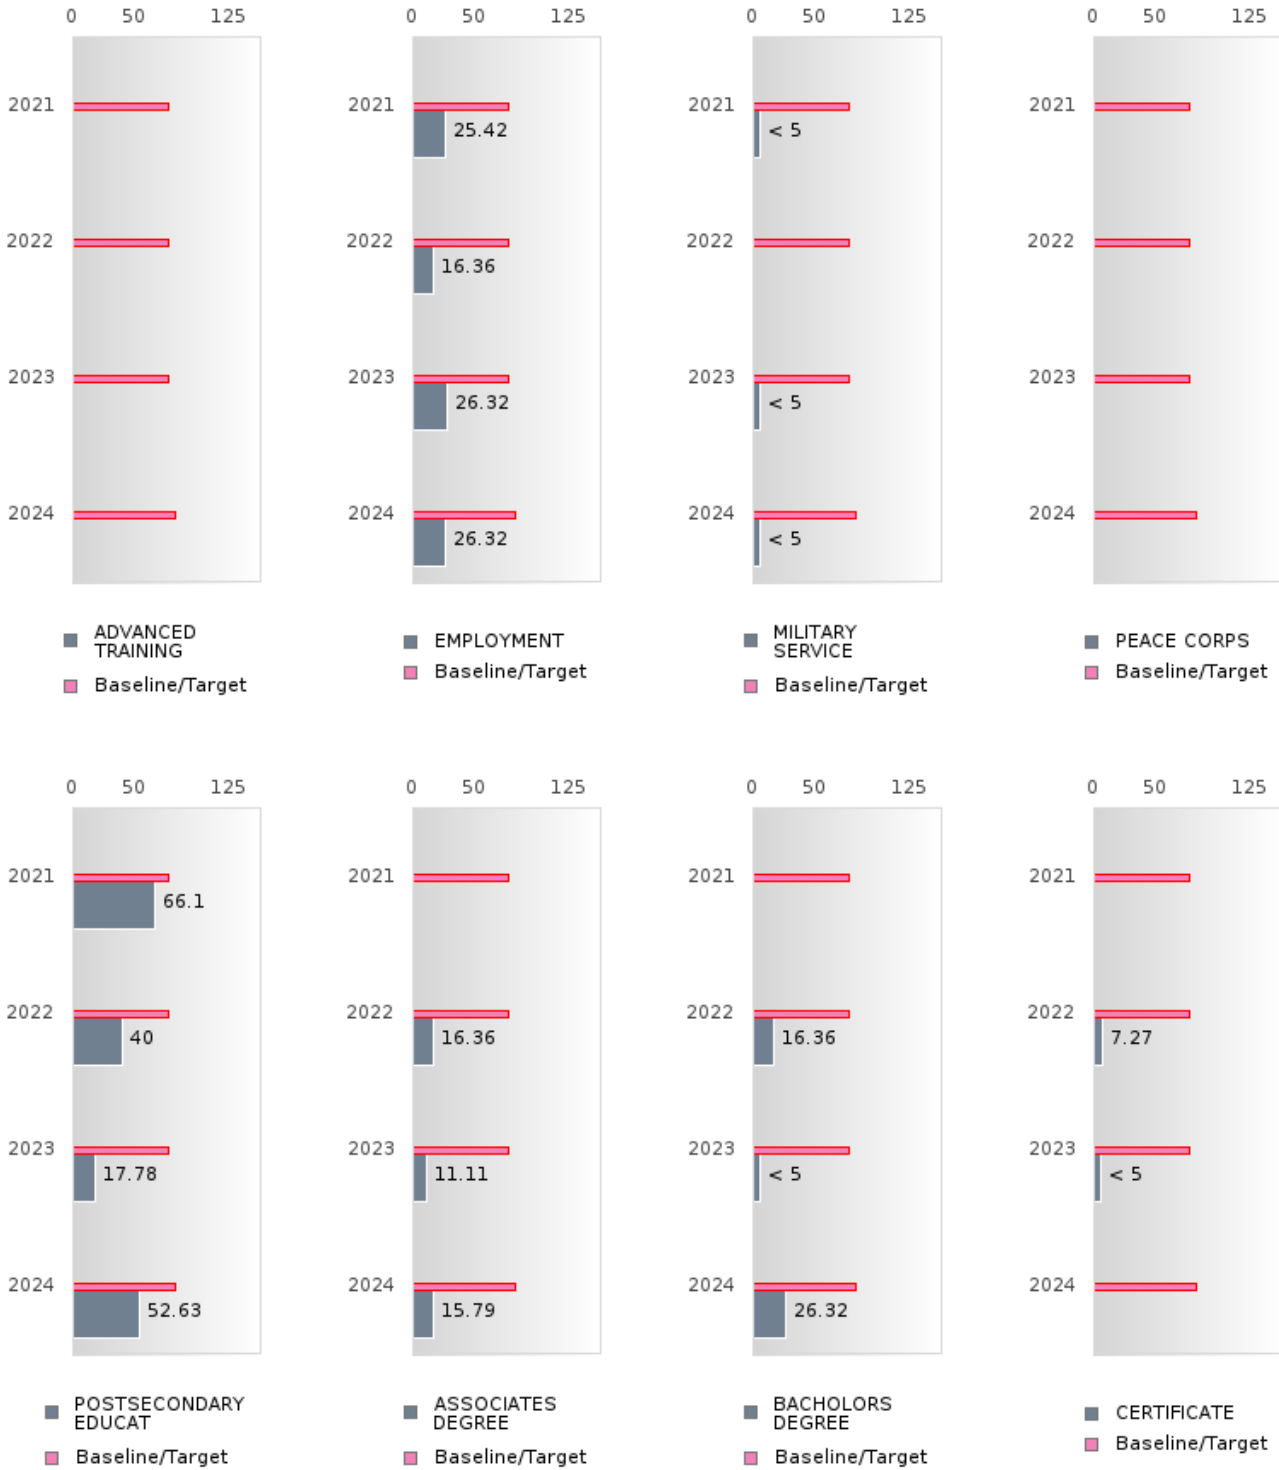 0 50 125
0 50 125
0 50 125
0 50 125
2021
2021
25.42
2021
< 5
2021
2022
2022
16.36
2022
2022
2023
2023
26.32
2023
< 5
2023
2024
2024
26.32
2024
< 5
2024
ADVANCED
TRAINING
Baseline/Target
EMPLOYMENT
Baseline/Target
MILITARY
SERVICE
Baseline/Target
PEACE CORPS
Baseline/Target
0 50 125
0 50 125
0 50 125
0 50 125
2021
66.1
2021
2021
2021
2022
40
2022
16.36
2022
16.36
2022
7.27
2023
17.78
2023
11.11
2023
< 5
2023
< 5
2024
52.63
2024
15.79
2024
26.32
2024
POSTSECONDARY
EDUCAT
Baseline/Target
ASSOCIATES
DEGREE
Baseline/Target
BACHOLORS
DEGREE
Baseline/Target
CERTIFICATE
Baseline/Target